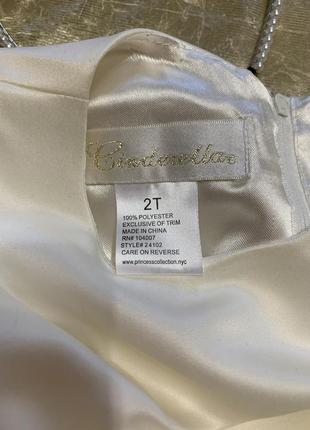 Cinderella
2T
100% POLYESTER
EXCLUSIVE OF TRIM
MADE IN CHINA
RN# 104007
STYLE# 24102
CARE ON REVERSE
www.princesscollection.nyc